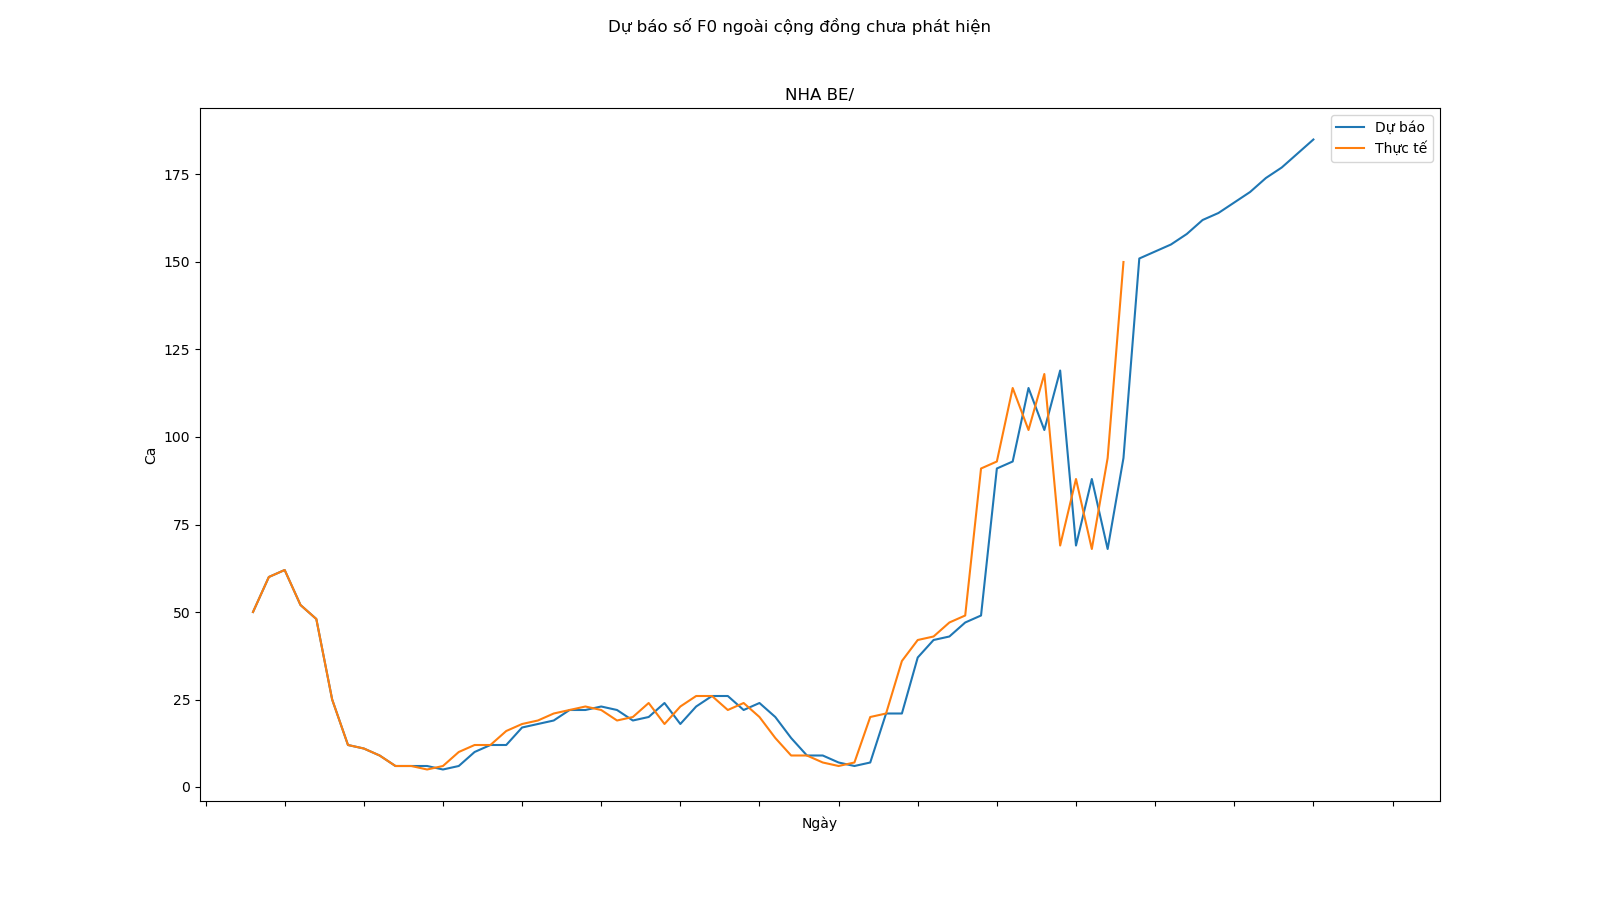 Dự báo số F0 ngoài cộng đồng chưa phát hiện
NHA BE/
Dự báo
Thực tế
175
150
125
100
75
50
25
0
Ca
Ngày